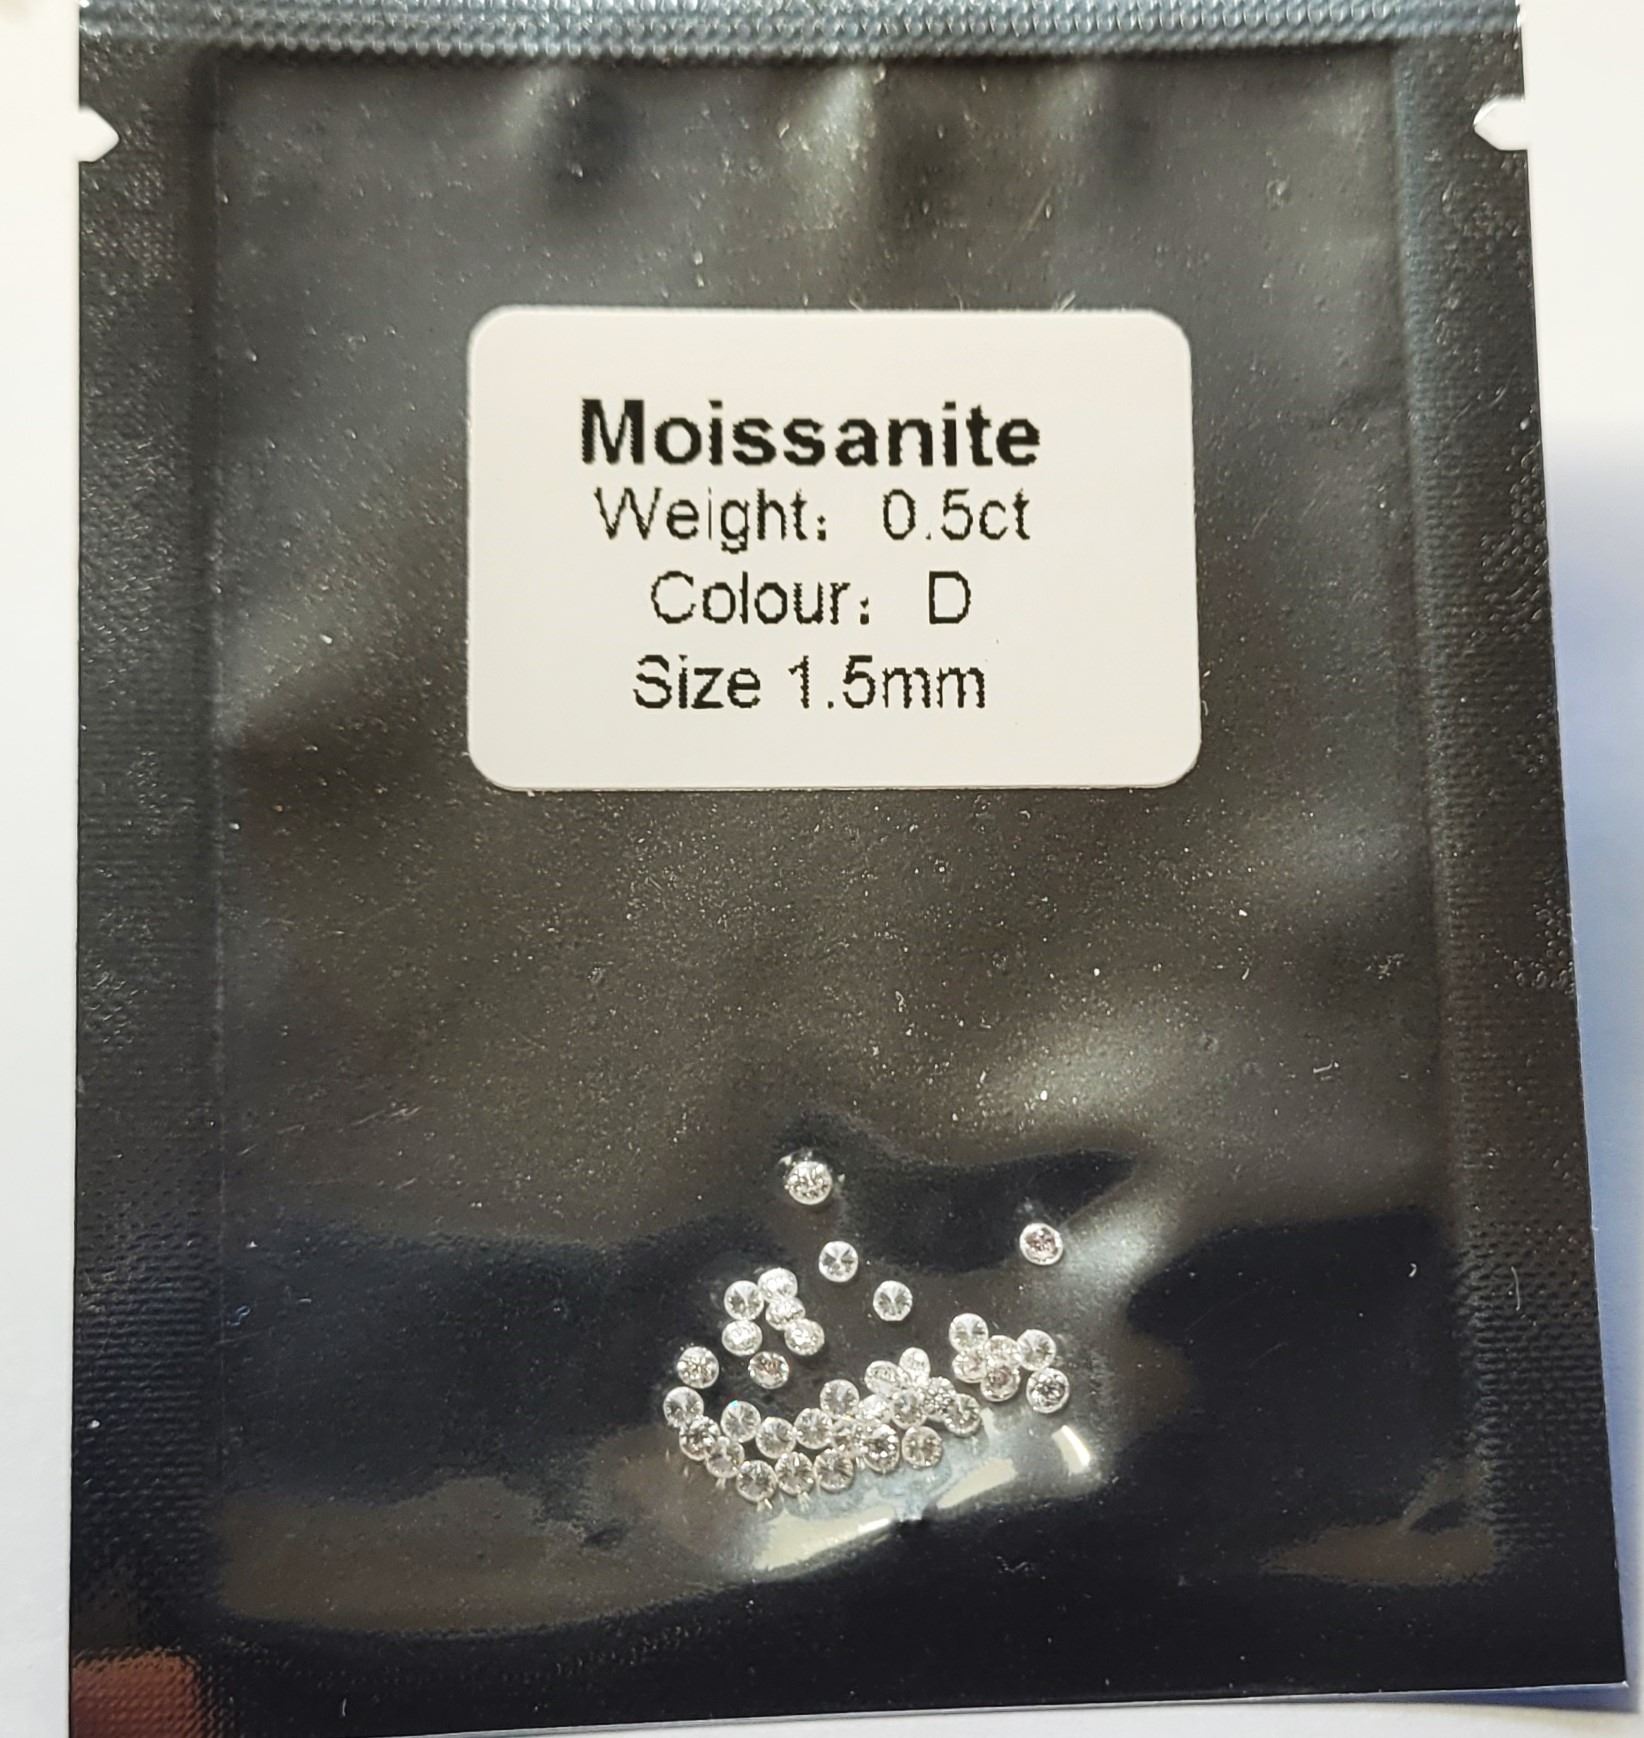 Moissanite
Weight: 0.5ct
Colour: D
Size 1.5mm